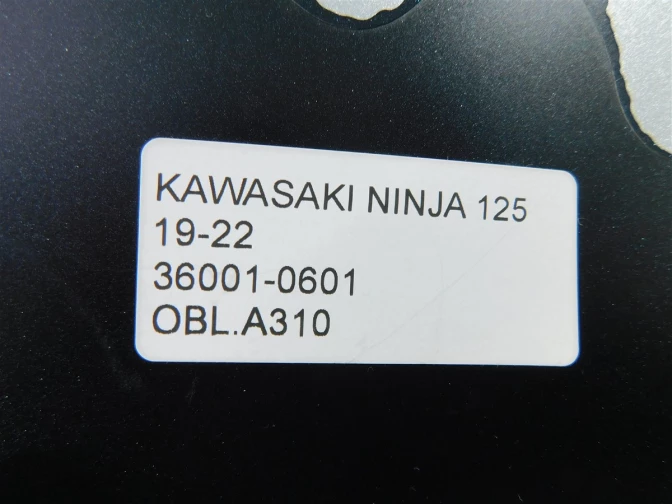 KAWASAKI NINJA 125
19-22
36001-0601
OBL.A310